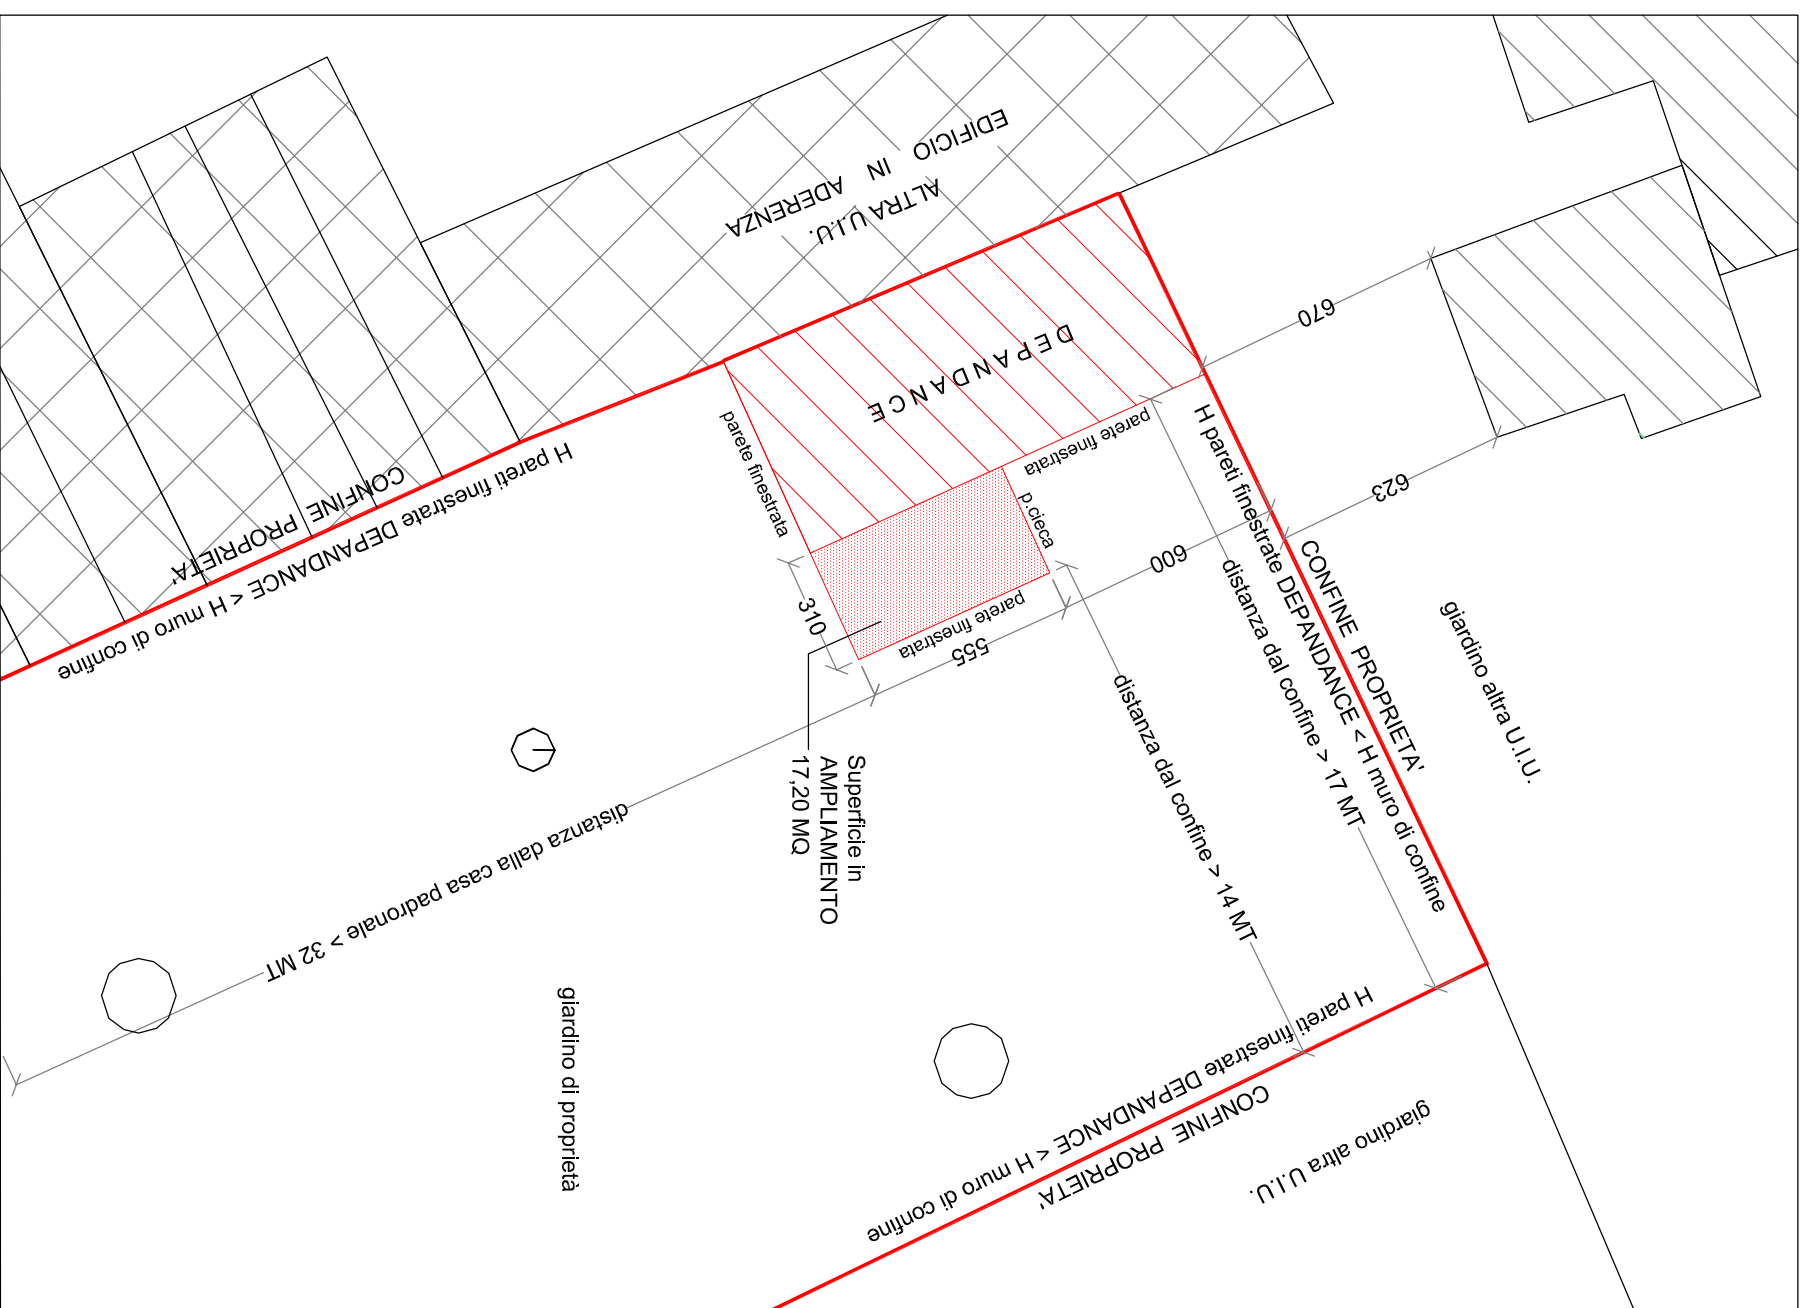 EDIFICIO IN ADERENZA
ALTRA U.I.U.
DEPANDANCE
670
623
600
555
310
parete finestrata
parete finestrata
p.cieca
parete finestrata
H pareti finestrate DEPANDANCE < H muro di confine
CONFINE PROPRIETA'
H pareti finestrate DEPANDANCE < H muro di confine
CONFINE PROPRIETA'
distanza dal confine > 17 MT
distanza dal confine > 14 MT
giardino altra U.I.U.
Superficie in
AMPLIAMENTO
17,20 MQ
distanza dalla casa padronale > 32 MT
giardino di proprietà
H pareti finestrate DEPANDANCE < H muro di confine
CONFINE PROPRIETA'
giardino altra U.I.U.